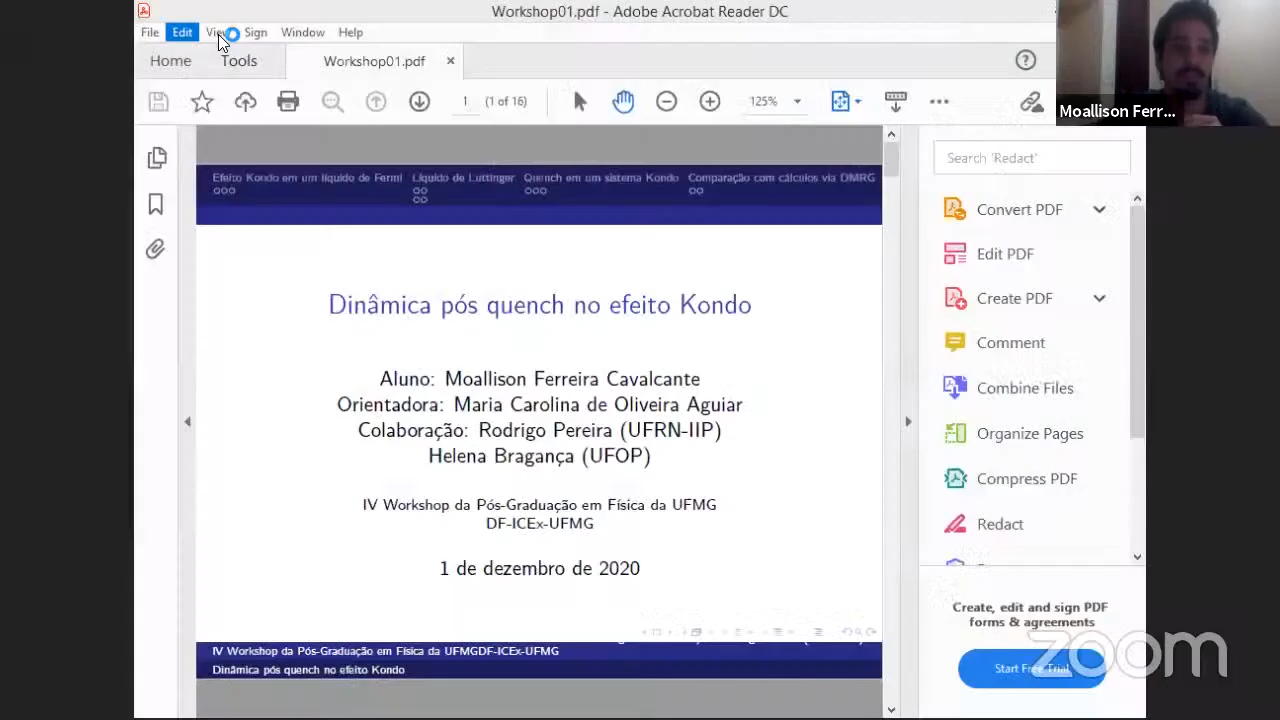 Workshop01.pdf - Adobe Acrobat Reader DC
File Edit View Sign Window Help
Home Tools Workshop01.pdf ×
1 (1 of 16) 125%
Moallison Ferr...
Search 'Redact'
Efeito Kondo em um líquido de Fermi Líquido de Luttinger Quench em um sistema Kondo Comparação com cálculos via DMRG
Convert PDF
Edit PDF
Create PDF
Comment
Combine Files
Organize Pages
Compress PDF
Redact
Dinâmica pós quench no efeito Kondo
Aluno: Moallison Ferreira Cavalcante
Orientadora: Maria Carolina de Oliveira Aguiar
Colaboração: Rodrigo Pereira (UFRN-IIP)
Helena Bragança (UFOP)
IV Workshop da Pós-Graduação em Física da UFMG
DF-ICEx-UFMG
1 de dezembro de 2020
IV Workshop da Pós-Graduação em Física da UFMGDF-ICEx-UFMG
Dinâmica pós quench no efeito Kondo
Create, edit and sign PDF
forms & agreements
Start Free Trial
zoom